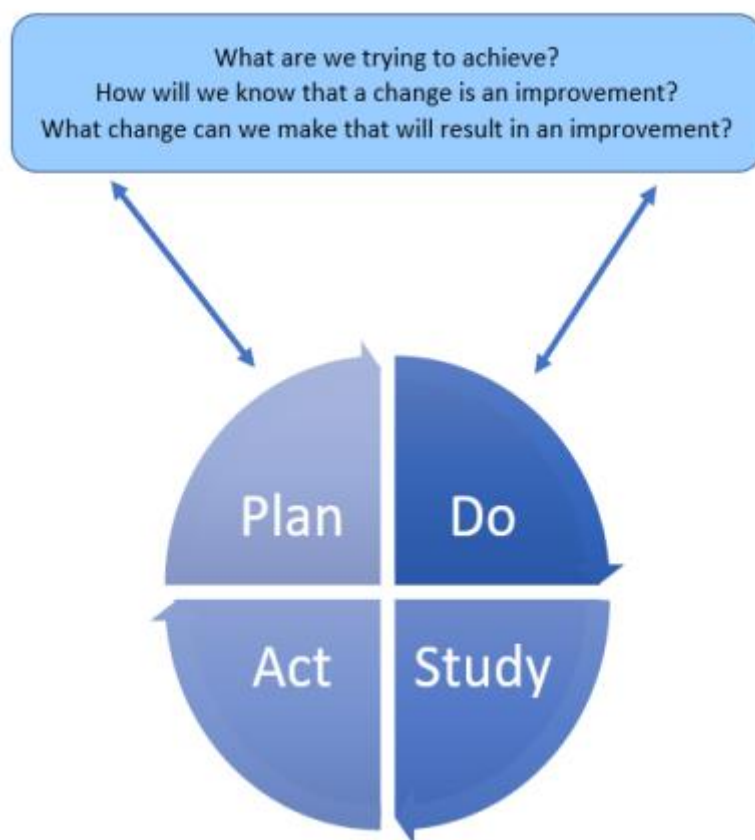 What are we trying to achieve?
How will we know that a change is an improvement?
What change can we make that will result in an improvement?
Plan
Do
Act
Study